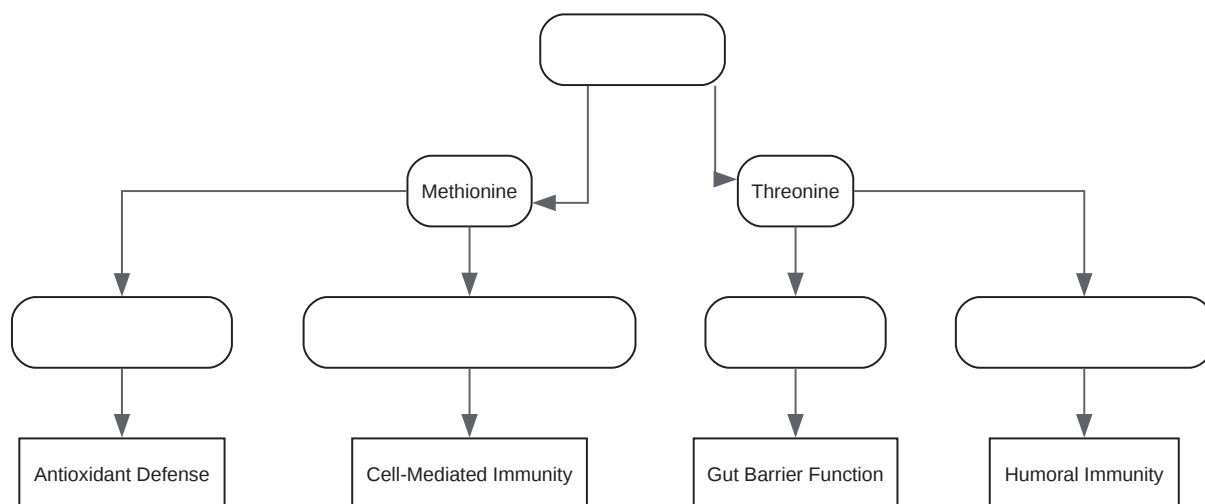 Methionine
Threonine
Antioxidant Defense
Cell-Mediated Immunity
Gut Barrier Function
Humoral Immunity